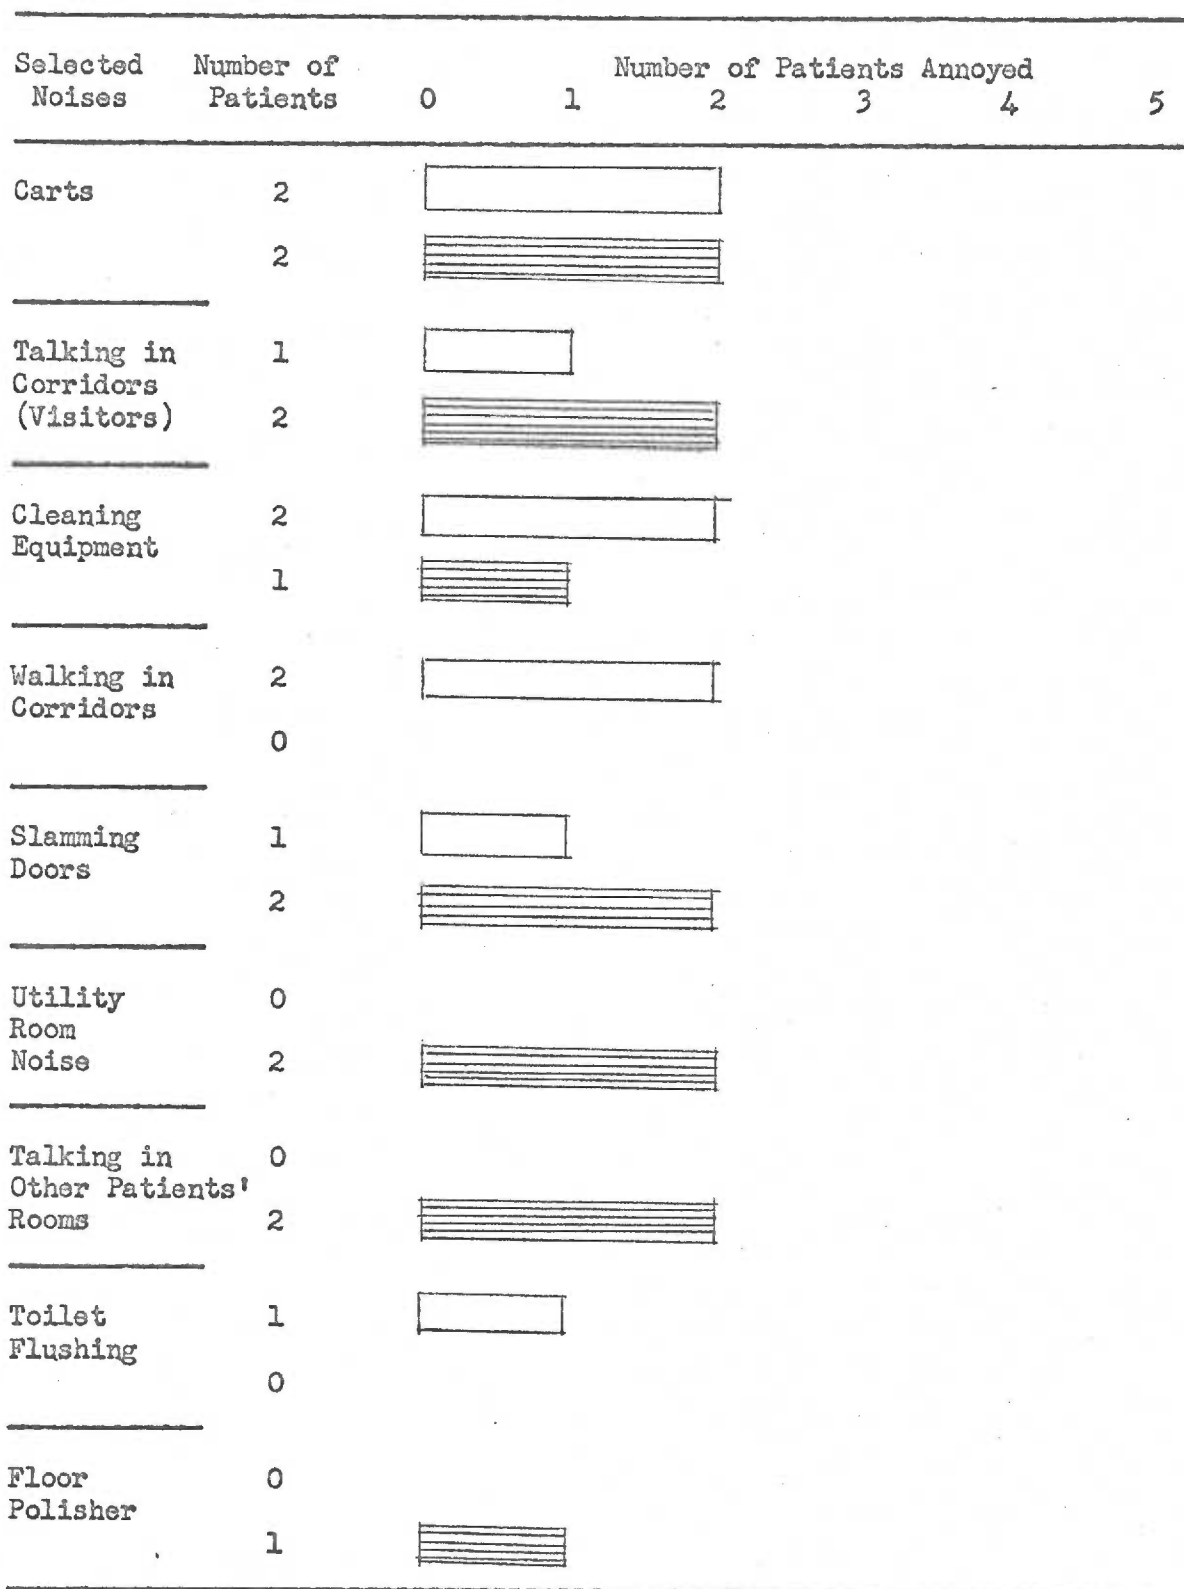 Selected Number of Number of Patients Annoyed
Noises Patients 0 1 2 3 4 5
Carts 2
2
Talking in 1
Corridors
(Visitors) 2
Cleaning 2
Equipment
1
Walking in 2
Corridors
0
Slamming 1
Doors
2
Utility 0
Room
Noise 2
Talking in 0
Other Patients'
Rooms 2
Toilet 1
Flushing
0
Floor 0
Polisher
1